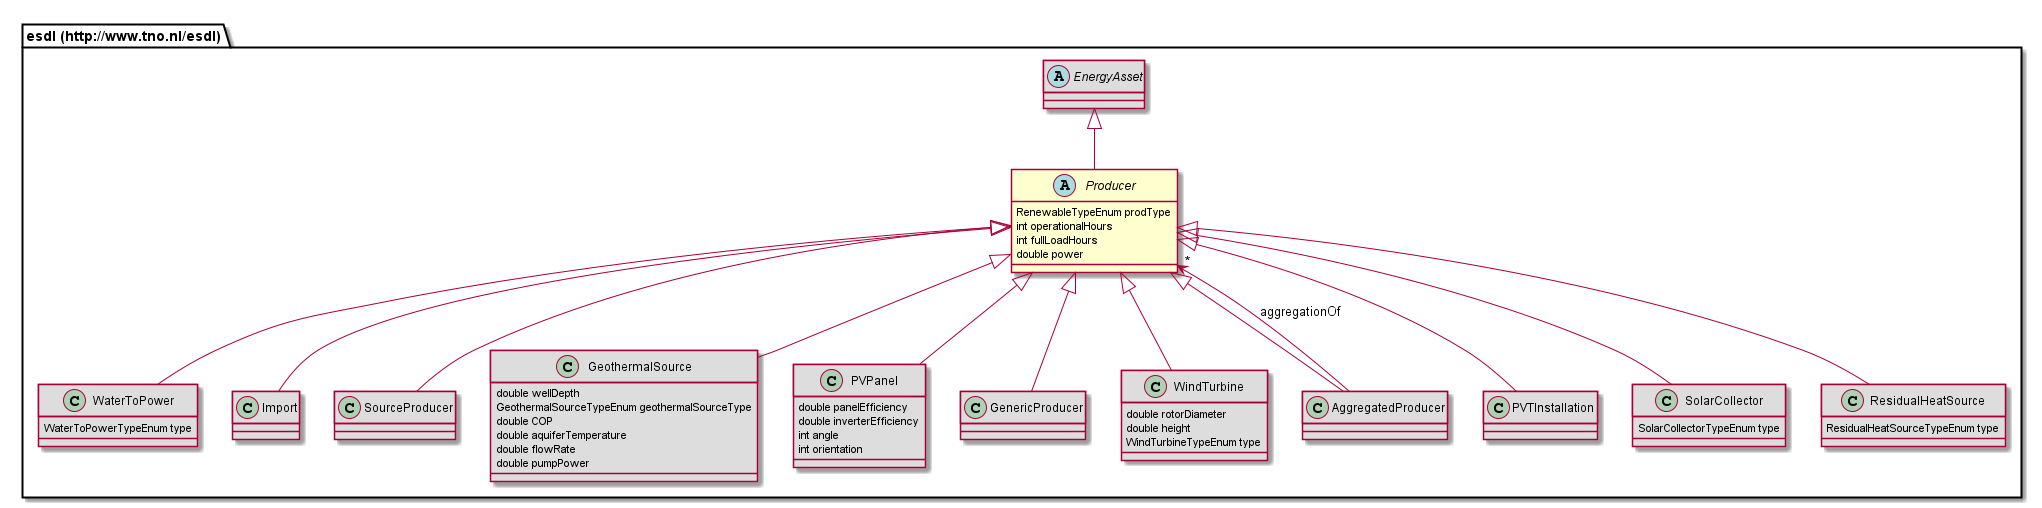 esdl (http://www.tno.nl/esdl)
A EnergyAsset
A Producer
RenewableTypeEnum prodType
int operationalHours
int fullLoadHours
double power
*
aggregationOf
C WaterToPower
WaterToPowerTypeEnum type
C Import
C SourceProducer
C GeothermalSource
double wellDepth
GeothermalSourceTypeEnum geothermalSourceType
double COP
double aquiferTemperature
double flowRate
double pumpPower
C PVPanel
double panelEfficiency
double inverterEfficiency
int angle
int orientation
C GenericProducer
C WindTurbine
double rotorDiameter
double height
WindTurbineTypeEnum type
C AggregatedProducer
C PVTInstallation
C SolarCollector
SolarCollectorTypeEnum type
C ResidualHeatSource
ResidualHeatSourceTypeEnum type